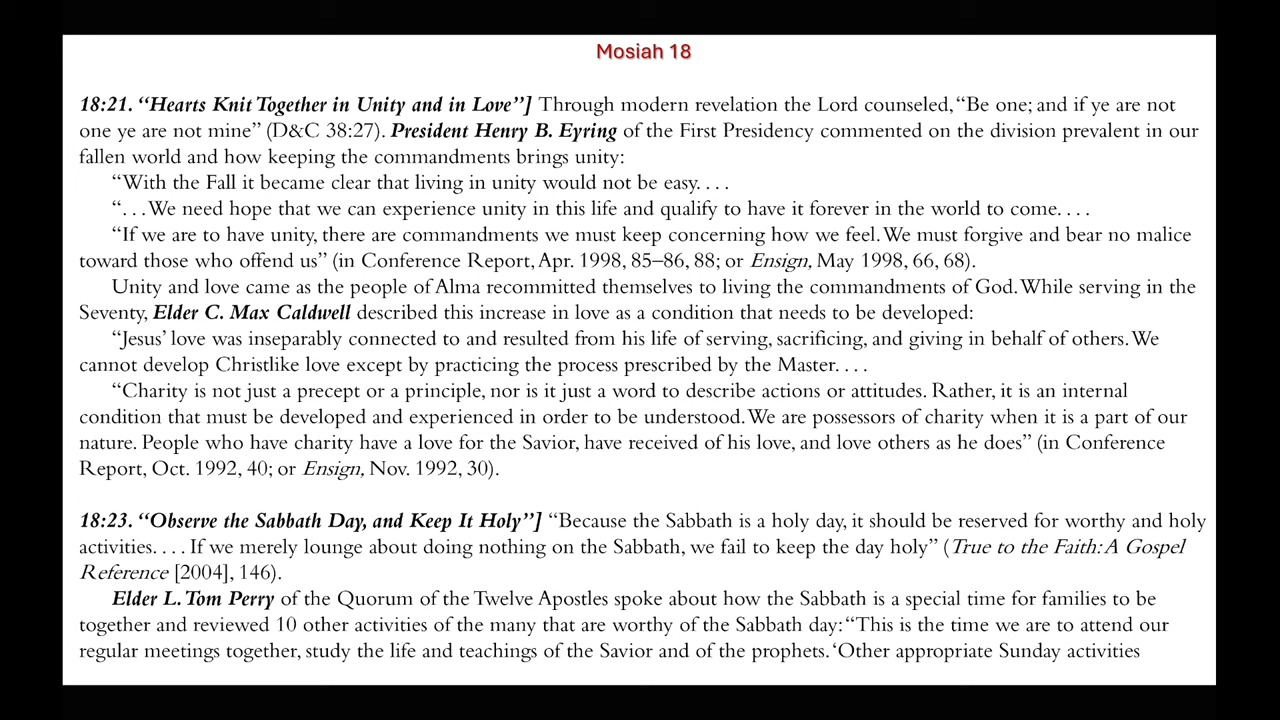 Mosiah 18
18:21. “Hearts Knit Together in Unity and in Love”] Through modern revelation the Lord counseled, “Be one; and if ye are not
one ye are not mine” (D&C 38:27). President Henry B. Eyring of the First Presidency commented on the division prevalent in our
fallen world and how keeping the commandments brings unity:
“With the Fall it became clear that living in unity would not be easy. . . .
“. . . We need hope that we can experience unity in this life and qualify to have it forever in the world to come. . . .
“If we are to have unity, there are commandments we must keep concerning how we feel. We must forgive and bear no malice
toward those who offend us” (in Conference Report, Apr. 1998, 85–86, 88; or Ensign, May 1998, 66, 68).
Unity and love came as the people of Alma recommitted themselves to living the commandments of God. While serving in the
Seventy, Elder C. Max Caldwell described this increase in love as a condition that needs to be developed:
“Jesus’ love was inseparably connected to and resulted from his life of serving, sacrificing, and giving in behalf of others. We
cannot develop Christlike love except by practicing the process prescribed by the Master. . . .
“Charity is not just a precept or a principle, nor is it just a word to describe actions or attitudes. Rather, it is an internal
condition that must be developed and experienced in order to be understood. We are possessors of charity when it is a part of our
nature. People who have charity have a love for the Savior, have received of his love, and love others as he does” (in Conference
Report, Oct. 1992, 40; or Ensign, Nov. 1992, 30).
18:23. “Observe the Sabbath Day, and Keep It Holy”] “Because the Sabbath is a holy day, it should be reserved for worthy and holy
activities. . . . If we merely lounge about doing nothing on the Sabbath, we fail to keep the day holy” (True to the Faith: A Gospel
Reference [2004], 146).
Elder L. Tom Perry of the Quorum of the Twelve Apostles spoke about how the Sabbath is a special time for families to be
together and reviewed 10 other activities of the many that are worthy of the Sabbath day: “This is the time we are to attend our
regular meetings together, study the life and teachings of the Savior and of the prophets. ‘Other appropriate Sunday activities